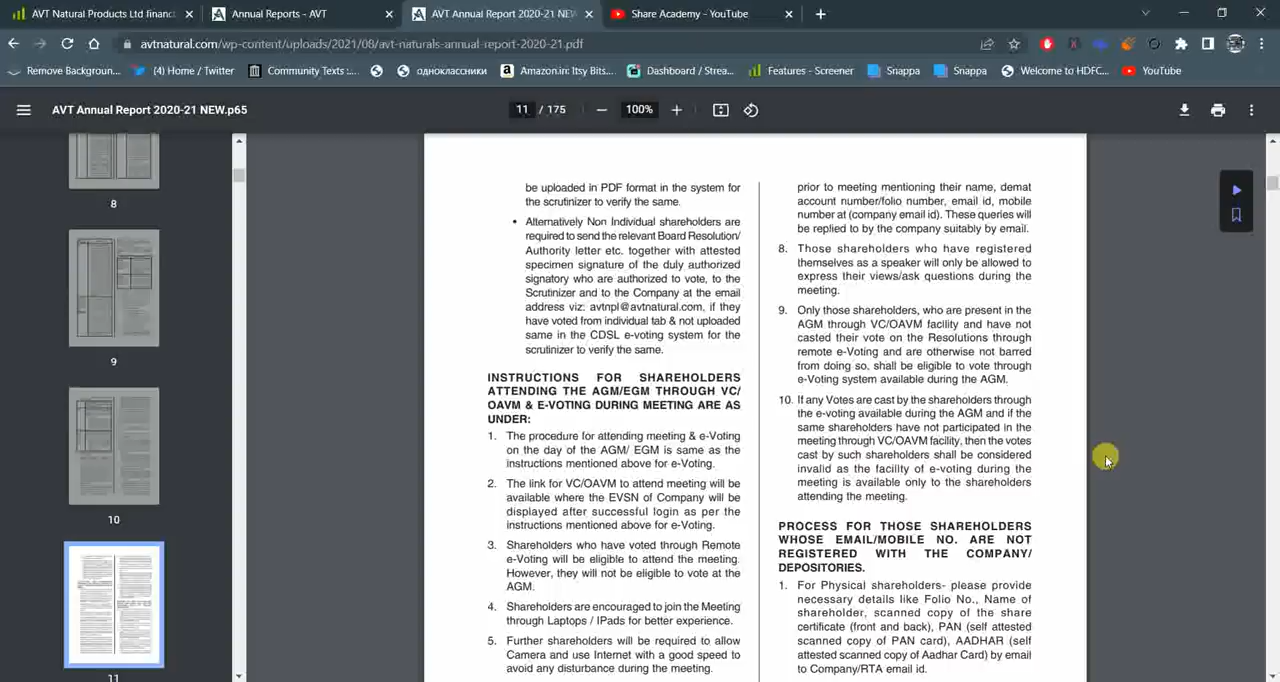 AVT Natural Products Ltd financ
Annual Reports - AVT
AVT Annual Report 2020-21 NEW
Share Academy - YouTube
avtnatural.com/wp-content/uploads/2021/08/avt-naturals-annual-report-2020-21.pdf
Remove Backgroun...
(4) Home / Twitter
Community Texts :...
одноклассники
Amazon.in: Itsy Bits...
Dashboard / Strea...
Features - Screener
Snappa
Snappa
Welcome to HDFC...
YouTube
AVT Annual Report 2020-21 NEW.p65
11 / 175
100%
8
9
10
11
be uploaded in PDF format in the system for
the scrutinizer to verify the same.
• Alternatively Non Individual shareholders are
required to send the relevant Board Resolution/
Authority letter etc. together with attested
specimen signature of the duly authorized
signatory who are authorized to vote, to the
Scrutinizer and to the Company at the email
address viz: avtnpl@avtnatural.com, if they
have voted from individual tab & not uploaded
same in the CDSL e-voting system for the
scrutinizer to verify the same.
INSTRUCTIONS FOR SHAREHOLDERS
ATTENDING THE AGM/EGM THROUGH VC/
OAVM & E-VOTING DURING MEETING ARE AS
UNDER:
1. The procedure for attending meeting & e-Voting
on the day of the AGM/ EGM is same as the
instructions mentioned above for e-Voting.
2. The link for VC/OAVM to attend meeting will be
available where the EVSN of Company will be
displayed after successful login as per the
instructions mentioned above for e-Voting.
3. Shareholders who have voted through Remote
e-Voting will be eligible to attend the meeting.
However, they will not be eligible to vote at the
AGM.
4. Shareholders are encouraged to join the Meeting
through Laptops / IPads for better experience.
5. Further shareholders will be required to allow
Camera and use Internet with a good speed to
avoid any disturbance during the meeting.
prior to meeting mentioning their name, demat
account number/folio number, email id, mobile
number at (company email id). These queries will
be replied to by the company suitably by email.
8. Those shareholders who have registered
themselves as a speaker will only be allowed to
express their views/ask questions during the
meeting.
9. Only those shareholders, who are present in the
AGM through VC/OAVM facility and have not
casted their vote on the Resolutions through
remote e-Voting and are otherwise not barred
from doing so, shall be eligible to vote through
e-Voting system available during the AGM.
10. If any Votes are cast by the shareholders through
the e-voting available during the AGM and if the
same shareholders have not participated in the
meeting through VC/OAVM facility, then the votes
cast by such shareholders shall be considered
invalid as the facility of e-voting during the
meeting is available only to the shareholders
attending the meeting.
PROCESS FOR THOSE SHAREHOLDERS
WHOSE EMAIL/MOBILE NO. ARE NOT
REGISTERED WITH THE COMPANY/
DEPOSITORIES.
1. For Physical shareholders- please provide
necessary details like Folio No., Name of
shareholder, scanned copy of the share
certificate (front and back), PAN (self attested
scanned copy of PAN card), AADHAR (self
attested scanned copy of Aadhar Card) by email
to Company/RTA email id.